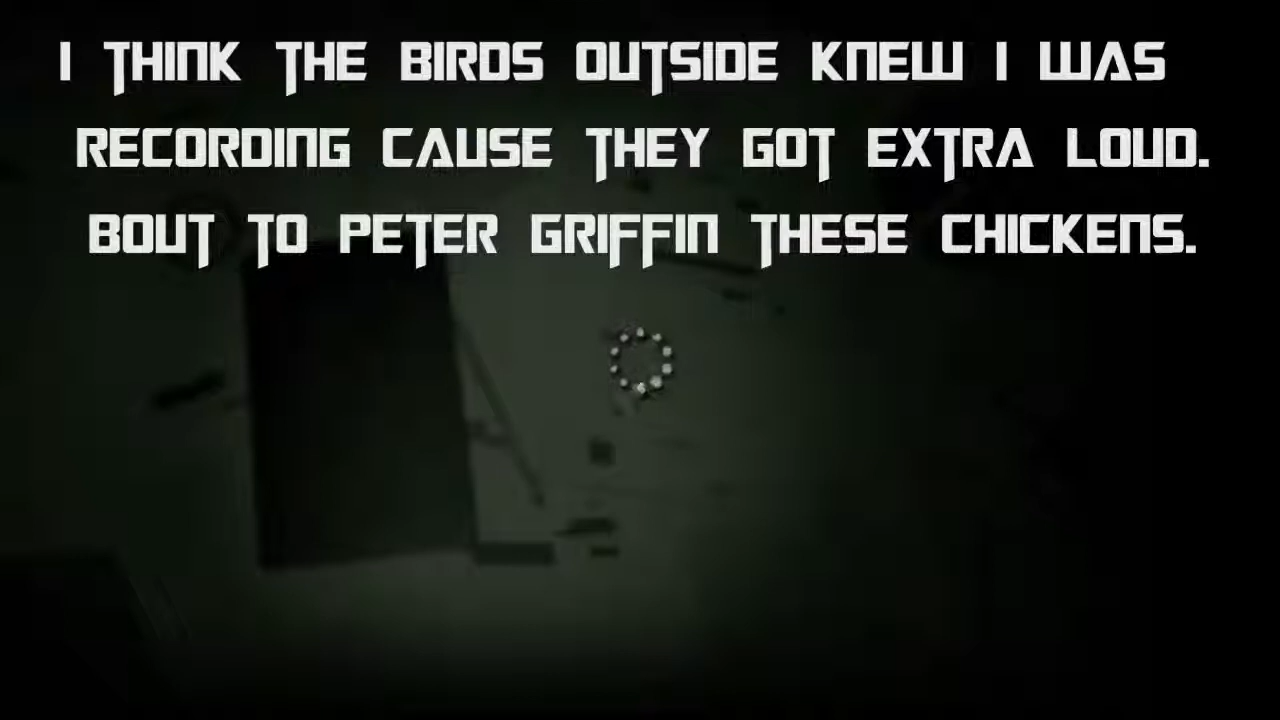 I THINK THE BIRDS OUTSIDE KNEW I WAS
RECORDING CAUSE THEY GOT EXTRA LOUD.
BOUT TO PETER GRIFFIN THESE CHICKENS.